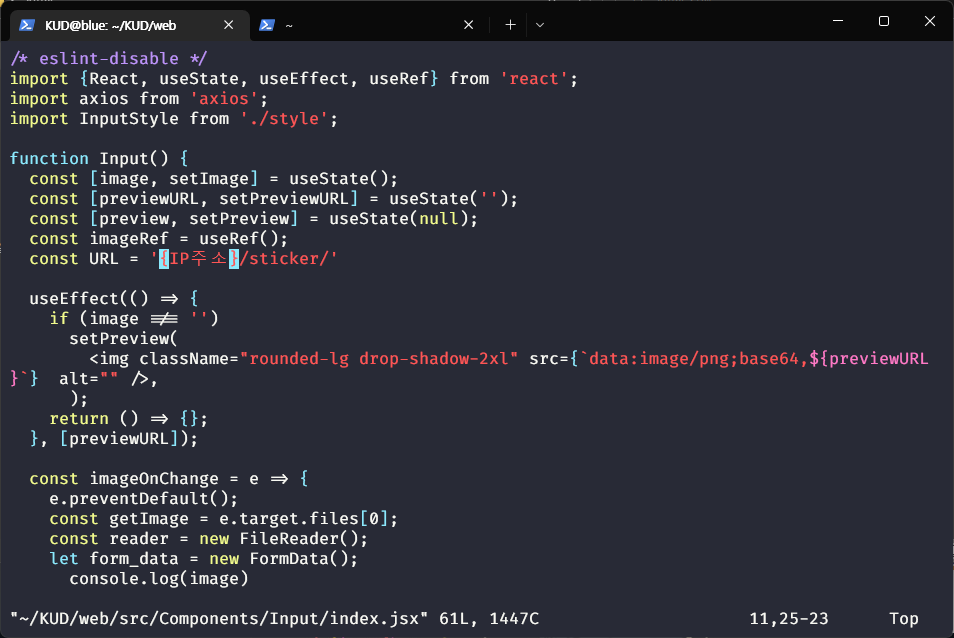 KUD@blue: ~/KUD/web
~
/* eslint-disable */
import {React, useState, useEffect, useRef} from 'react';
import axios from 'axios';
import InputStyle from './style';
function Input() {
const [image, setImage] = useState();
const [previewURL, setPreviewURL] = useState('');
const [preview, setPreview] = useState(null);
const imageRef = useRef();
const URL = '{IP주소}/sticker/'
useEffect(() => {
if (image !== '')
setPreview(
<img className="rounded-lg drop-shadow-2xl" src={`data:image/png;base64,${previewURL
}`}  alt="" />,
);
return () => {};
}, [previewURL]);
const imageOnChange = e => {
e.preventDefault();
const getImage = e.target.files[0];
const reader = new FileReader();
let form_data = new FormData();
console.log(image)
"~/KUD/web/src/Components/Input/index.jsx" 61L, 1447C 11,25-23 Top